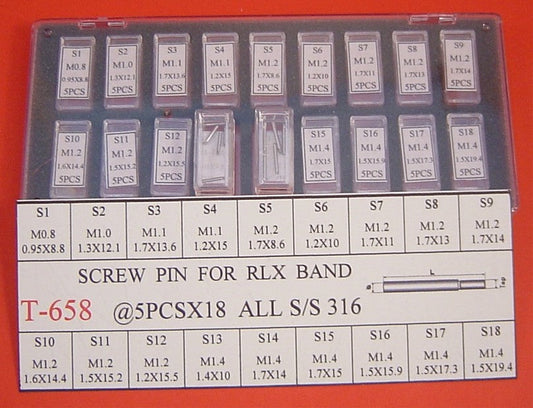 S1 S2 S3 S4 S5 S6 S7 S8 S9
M0.8 M1.0 M1.1 M1.1 M1.2 M1.2 M1.2 M1.2 M1.2
0.95X8.8 1.3X12.1 1.7X13.6 1.2X15 1.7X8.6 1.2X10 1.7X11 1.7X13 1.7X14
5PCS 5PCS 5PCS 5PCS 5PCS 5PCS 5PCS 5PCS 5PCS
S10 S11 S12 S15 S16 S17 S18
M1.2 M1.2 M1.2 M1.4 M1.4 M1.4 M1.4
1.6X14.4 1.5X15.2 1.2X15.5 1.7X15 1.5X15.9 1.5X17.3 1.5X19.4
5PCS 5PCS 5PCS 5PCS 5PCS 5PCS 5PCS
S1 S2 S3 S4 S5 S6 S7 S8 S9
M0.8 M1.0 M1.1 M1.1 M1.2 M1.2 M1.2 M1.2 M1.2
0.95X8.8 1.3X12.1 1.7X13.6 1.2X15 1.7X8.6 1.2X10 1.7X11 1.7X13 1.7X14
SCREW PIN FOR RLX BAND
L
T-658 @5PCSX18 ALL S/S 316
S10 S11 S12 S13 S14 S15 S16 S17 S18
M1.2 M1.2 M1.2 M1.4 M1.4 M1.4 M1.4 M1.4 M1.4
1.6X14.4 1.5X15.2 1.2X15.5 1.4X10 1.7X14 1.7X15 1.5X15.9 1.5X17.3 1.5X19.4